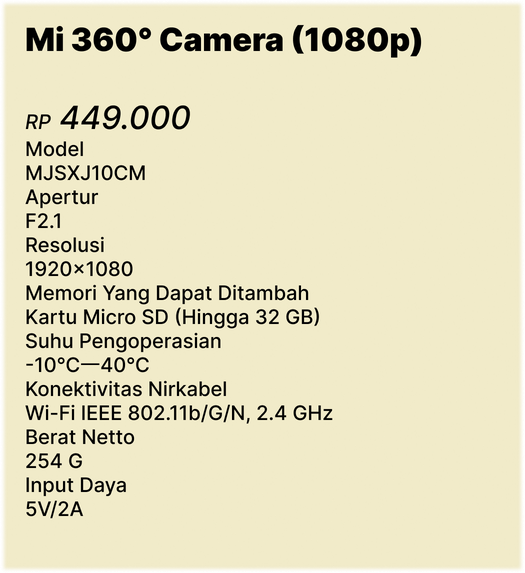 Mi 360° Camera (1080p)
RP 449.000
Model
MJSXJ10CM
Apertur
F2.1
Resolusi
1920×1080
Memori Yang Dapat Ditambah
Kartu Micro SD (Hingga 32 GB)
Suhu Pengoperasian
-10°C—40°C
Konektivitas Nirkabel
Wi-Fi IEEE 802.11b/G/N, 2.4 GHz
Berat Netto
254 G
Input Daya
5V/2A